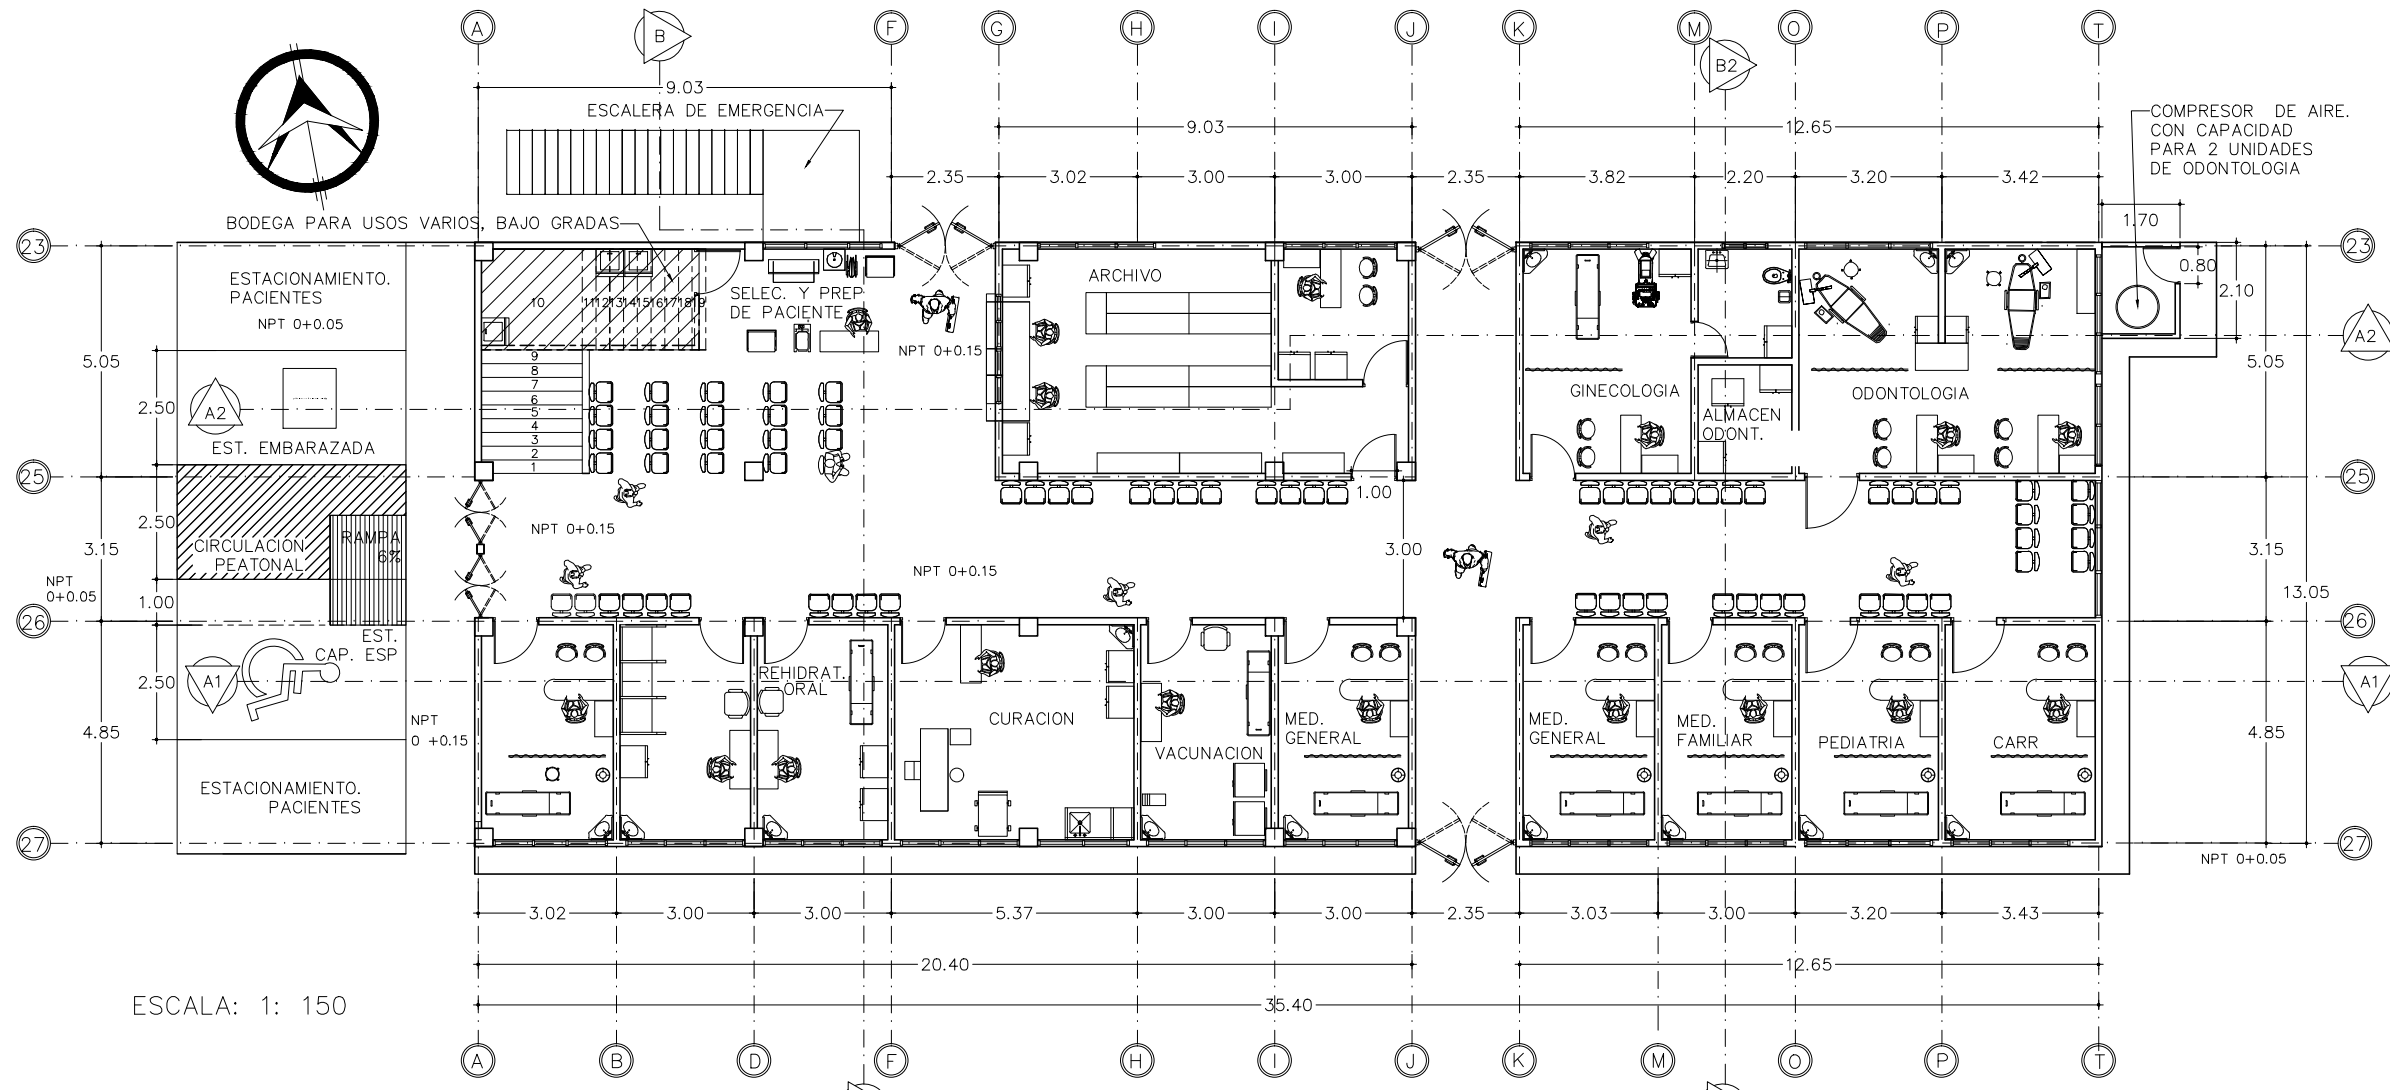 A
B
F
G
H
I
J
K
M
O
P
T
B2
9.03
ESCALERA DE EMERGENCIA
9.03
12.65
COMPRESOR DE AIRE.
CON CAPACIDAD
PARA 2 UNIDADES
DE ODONTOLOGIA
2.35
3.02
3.00
3.00
2.35
3.82
2.20
3.20
3.42
1.70
BODEGA PARA USOS VARIOS, BAJO GRADAS
23
23
ESTACIONAMIENTO.
PACIENTES
NPT 0+0.05
10
11
12
13
14
15
16
17
18
19
SELEC. Y PREP
DE PACIENTE
ARCHIVO
0.80
2.10
NPT 0+0.15
A2
5.05
5.05
9
8
7
6
5
4
3
2
1
2.50
A2
EST. EMBARAZADA
GINECOLOGIA
ALMACEN
ODONT.
ODONTOLOGIA
25
25
1.00
2.50
CIRCULACION
PEATONAL
RAMPA
6%
3.15
NPT 0+0.15
3.00
3.15
NPT
0+0.05
NPT 0+0.15
1.00
13.05
26
26
EST.
CAP. ESP
2.50
A1
A1
REHIDRAT.
ORAL
NPT
0 +0.15
4.85
4.85
CURACION
VACUNACION
MED.
GENERAL
MED.
GENERAL
MED.
FAMILIAR
PEDIATRIA
CARR
ESTACIONAMIENTO.
PACIENTES
27
27
NPT 0+0.05
3.02
3.00
3.00
5.37
3.00
3.00
2.35
3.03
3.00
3.20
3.43
20.40
12.65
35.40
ESCALA: 1: 150
A
B
D
F
H
I
J
K
M
O
P
T